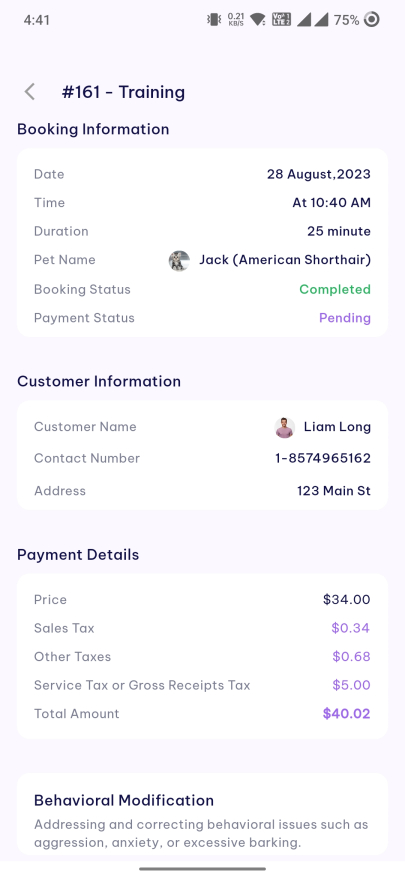 4:41 0.21 KB/S Vo1 LTE2 75%
#161 - Training
Booking Information
Date 28 August,2023
Time At 10:40 AM
Duration 25 minute
Pet Name Jack (American Shorthair)
Booking Status Completed
Payment Status Pending
Customer Information
Customer Name Liam Long
Contact Number 1-8574965162
Address 123 Main St
Payment Details
Price $34.00
Sales Tax $0.34
Other Taxes $0.68
Service Tax or Gross Receipts Tax $5.00
Total Amount $40.02
Behavioral Modification
Addressing and correcting behavioral issues such as
aggression, anxiety, or excessive barking.